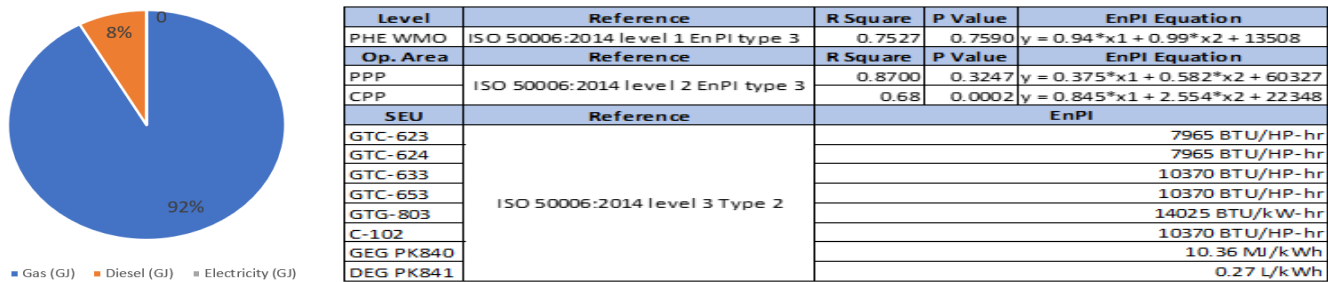 0
8%
92%
Gas (GJ) Diesel (GJ) Electricity (GJ)
Level Reference R Square P Value EnPI Equation
PHE WMO ISO 50006:2014 level 1 EnPI type 3 0.7527 0.7590 y = 0.94*x1 + 0.99*x2 + 13508
Op. Area Reference R Square P Value EnPI Equation
PPP ISO 50006:2014 level 2 EnPI type 3 0.8700 0.3247 y = 0.375*x1 + 0.582*x2 + 60327
CPP 0.68 0.0002 y = 0.845*x1 + 2.554*x2 + 22348
SEU Reference EnPI
GTC-623 7965 BTU/HP-hr
GTC-624 7965 BTU/HP-hr
GTC-633 10370 BTU/HP-hr
GTC-653 ISO 50006:2014 level 3 Type 2 10370 BTU/HP-hr
GTG-803 14025 BTU/kW-hr
C-102 10370 BTU/HP-hr
GEG PK840 10.36 MJ/kWh
DEG PK841 0.27 L/kWh